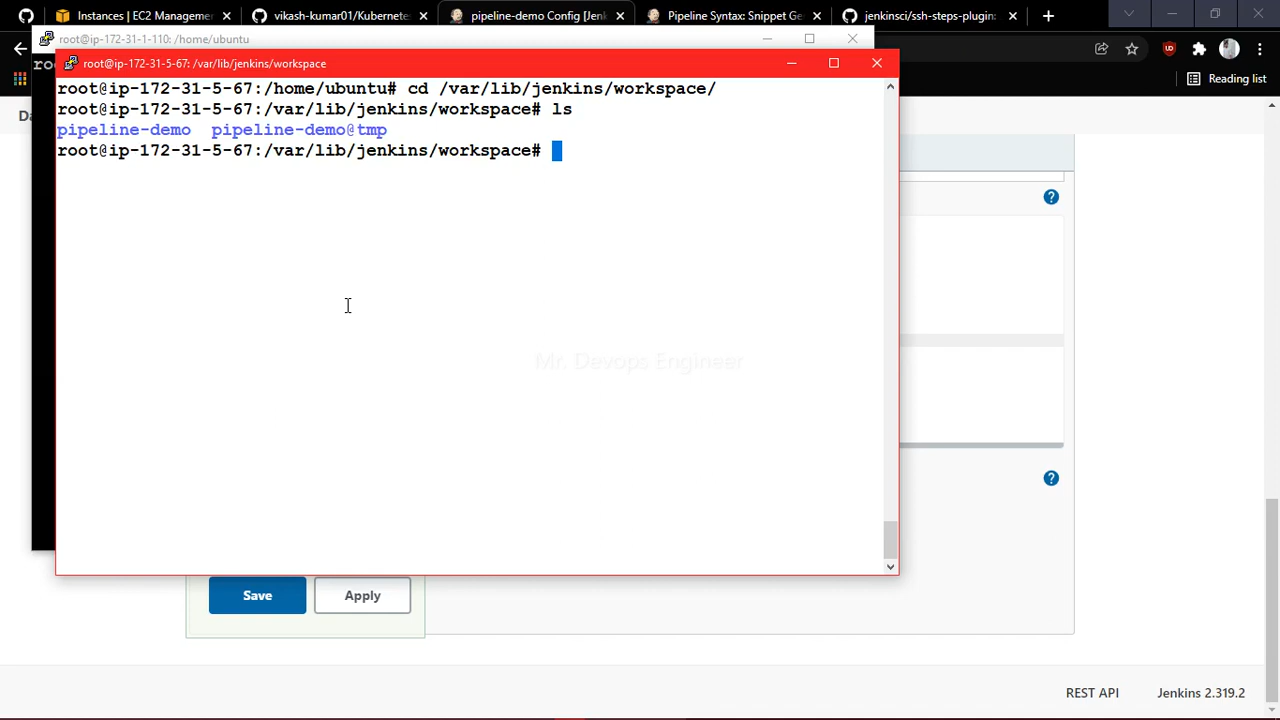 Instances | EC2 Managemer
vikash-kumar01/Kubernete:
pipeline-demo Config [Jenk
Pipeline Syntax: Snippet Ge
jenkinsci/ssh-steps-plugin:
root@ip-172-31-1-110: /home/ubuntu
Reading list
root@ip-172-31-5-67: /var/lib/jenkins/workspace
root@ip-172-31-5-67:/home/ubuntu# cd /var/lib/jenkins/workspace/
root@ip-172-31-5-67:/var/lib/jenkins/workspace# ls
pipeline-demo pipeline-demo@tmp
root@ip-172-31-5-67:/var/lib/jenkins/workspace#
Mr. Devops Engineer
Save
Apply
REST API
Jenkins 2.319.2